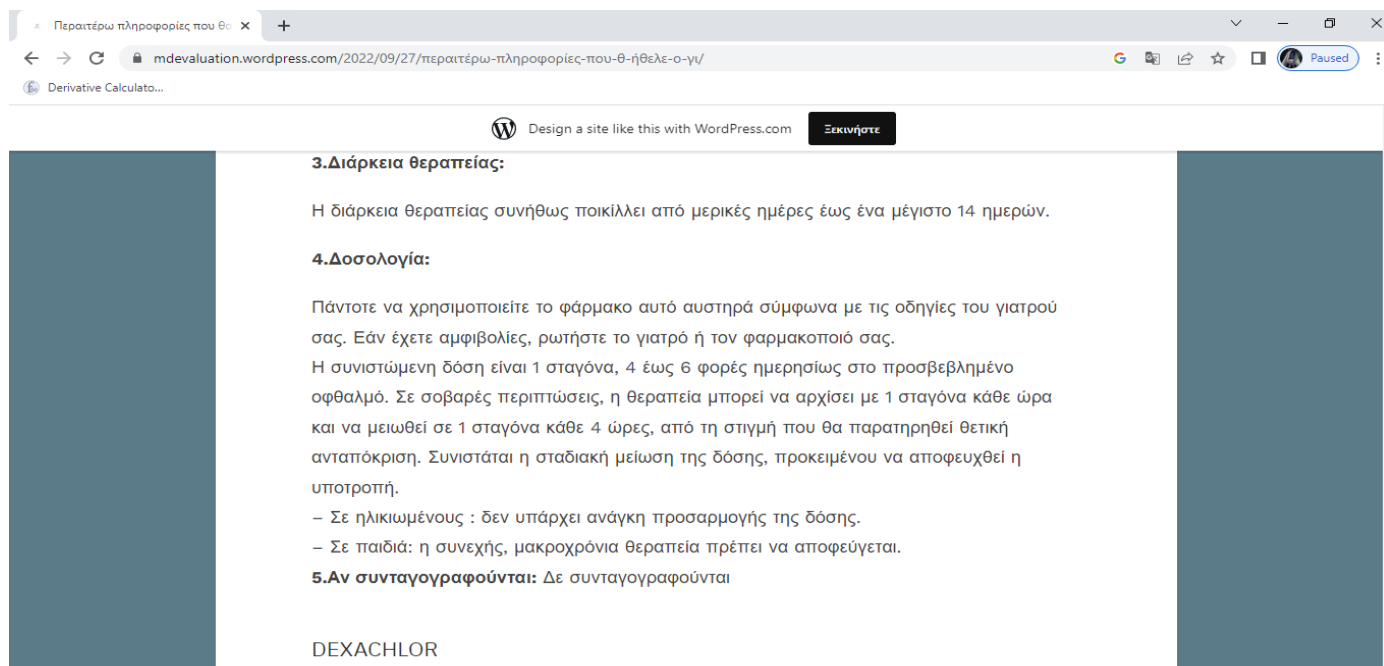 Περαιτέρω πληροφορίες που θα
mdevaluation.wordpress.com/2022/09/27/περαιτέρω-πληροφορίες-που-θ-ήθελε-ο-γι/
Paused
Derivative Calculato...
Design a site like this with WordPress.com
Ξεκινήστε
3.Διάρκεια θεραπείας:
Η διάρκεια θεραπείας συνήθως ποικίλλει από μερικές ημέρες έως ένα μέγιστο 14 ημερών.
4.Δοσολογία:
Πάντοτε να χρησιμοποιείτε το φάρμακο αυτό αυστηρά σύμφωνα με τις οδηγίες του γιατρού
σας. Εάν έχετε αμφιβολίες, ρωτήστε το γιατρό ή τον φαρμακοποιό σας.
Η συνιστώμενη δόση είναι 1 σταγόνα, 4 έως 6 φορές ημερησίως στο προσβεβλημένο
οφθαλμό. Σε σοβαρές περιπτώσεις, η θεραπεία μπορεί να αρχίσει με 1 σταγόνα κάθε ώρα
και να μειωθεί σε 1 σταγόνα κάθε 4 ώρες, από τη στιγμή που θα παρατηρηθεί θετική
ανταπόκριση. Συνιστάται η σταδιακή μείωση της δόσης, προκειμένου να αποφευχθεί η
υποτροπή.
– Σε ηλικιωμένους : δεν υπάρχει ανάγκη προσαρμογής της δόσης.
– Σε παιδιά: η συνεχής, μακροχρόνια θεραπεία πρέπει να αποφεύγεται.
5.Αν συνταγογραφούνται: Δε συνταγογραφούνται
DEXACHLOR